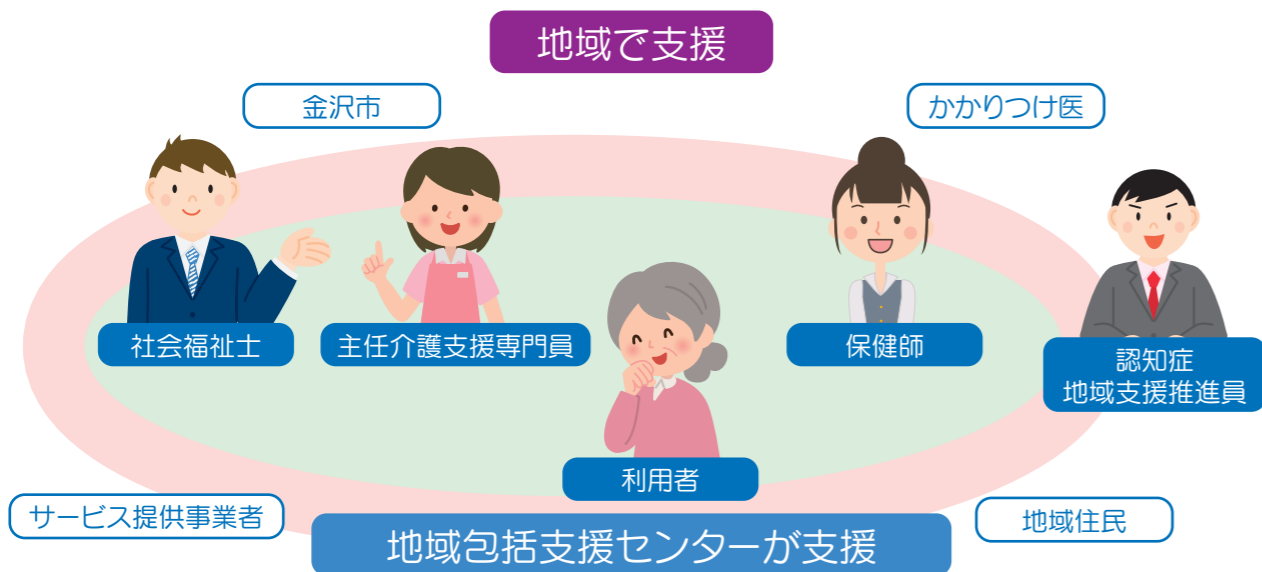 地域で支援
金沢市
かかりつけ医
社会福祉士
主任介護支援専門員
保健師
認知症
地域支援推進員
利用者
サービス提供事業者
地域住民
地域包括支援センターが支援